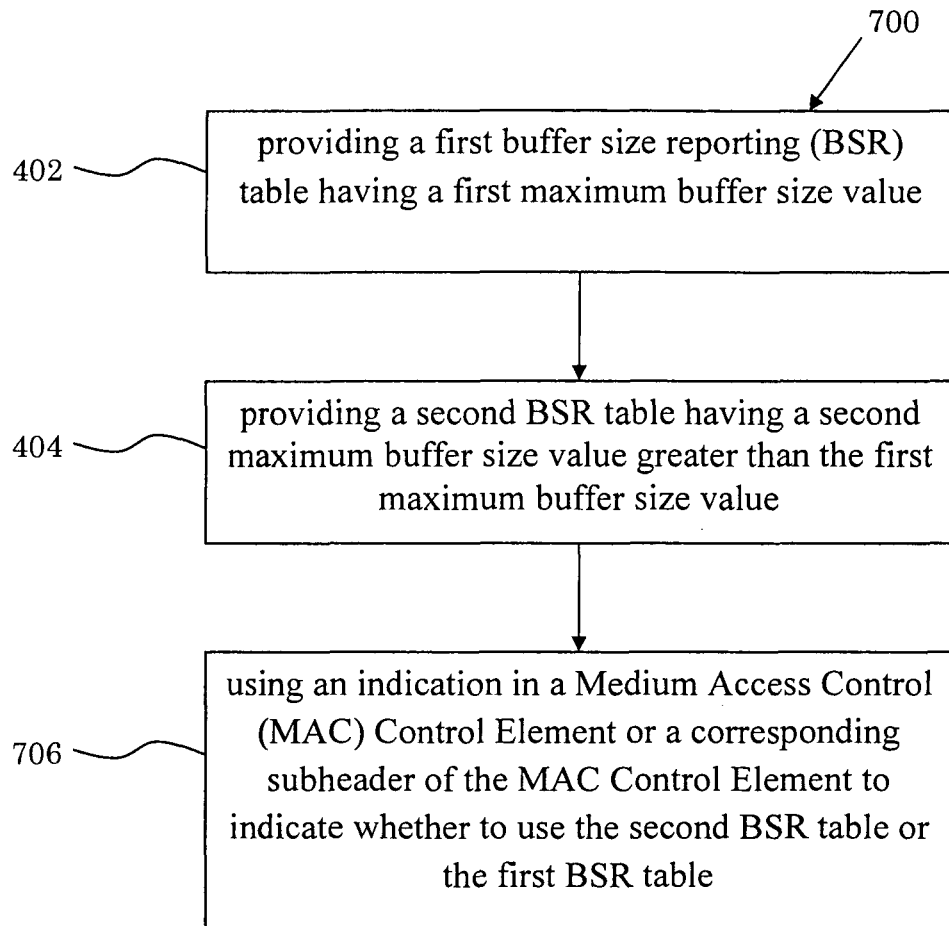 700
402
providing a first buffer size reporting (BSR)
table having a first maximum buffer size value
404
providing a second BSR table having a second
maximum buffer size value greater than the first
maximum buffer size value
706
using an indication in a Medium Access Control
(MAC) Control Element or a corresponding
subheader of the MAC Control Element to
indicate whether to use the second BSR table or
the first BSR table